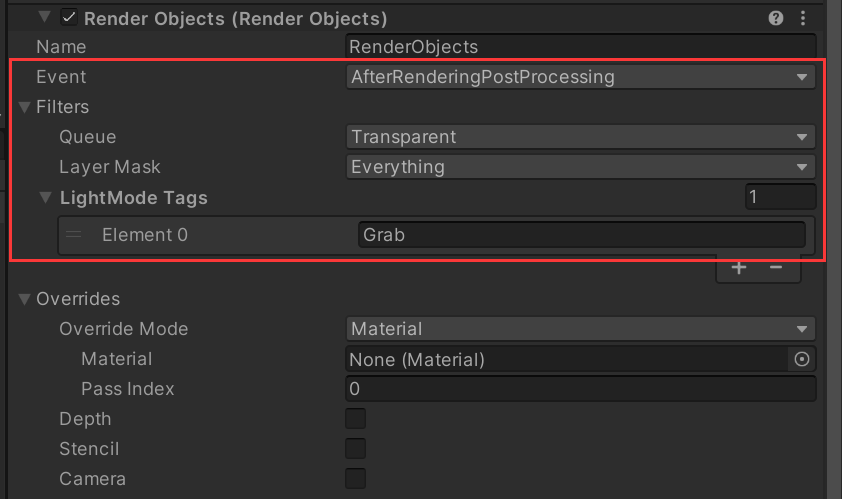 Render Objects (Render Objects)
Name RenderObjects
Event AfterRenderingPostProcessing
Filters
Queue Transparent
Layer Mask Everything
LightMode Tags 1
Element 0 Grab
Overrides
Override Mode Material
Material None (Material)
Pass Index 0
Depth
Stencil
Camera